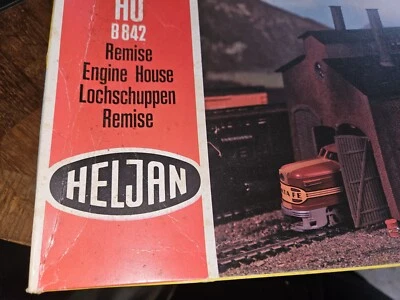 HO
B 842
Remise
Engine House
Lochschuppen
Remise
HELJAN